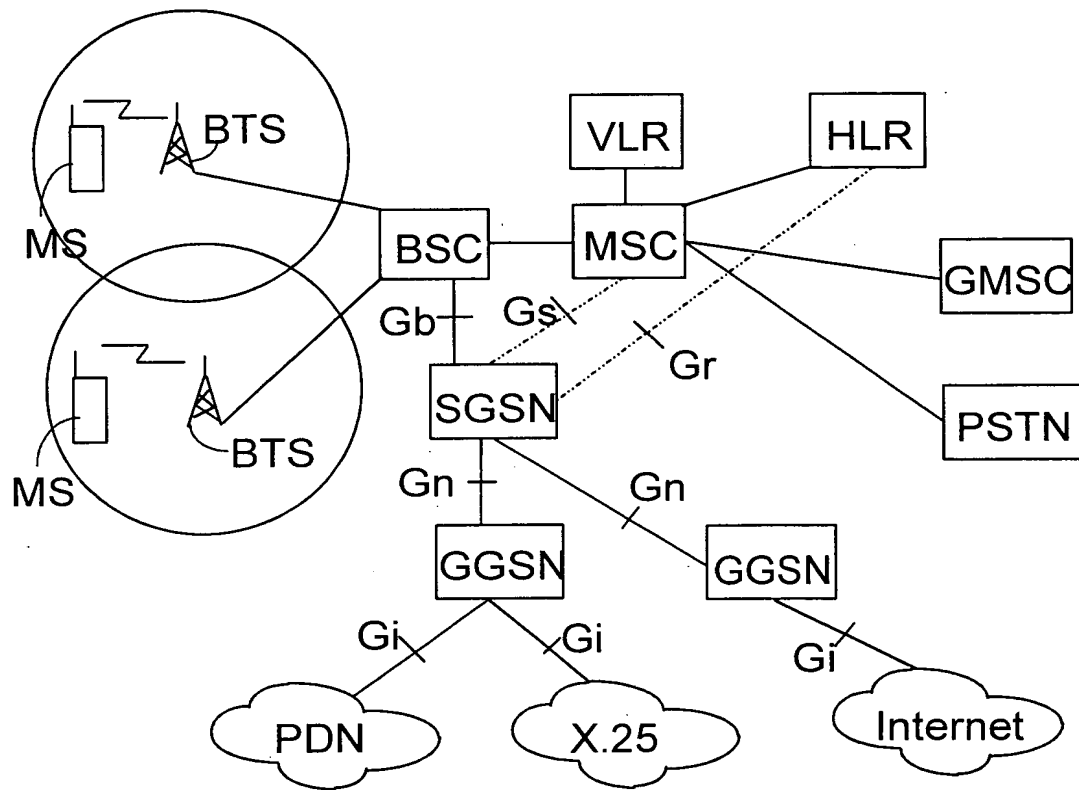 BTS
VLR
HLR
MS
BSC
MSC
GMSC
Gb
Gs
Gr
SGSN
PSTN
BTS
MS
Gn
Gn
GGSN
GGSN
Gi
Gi
Gi
PDN
X.25
Internet